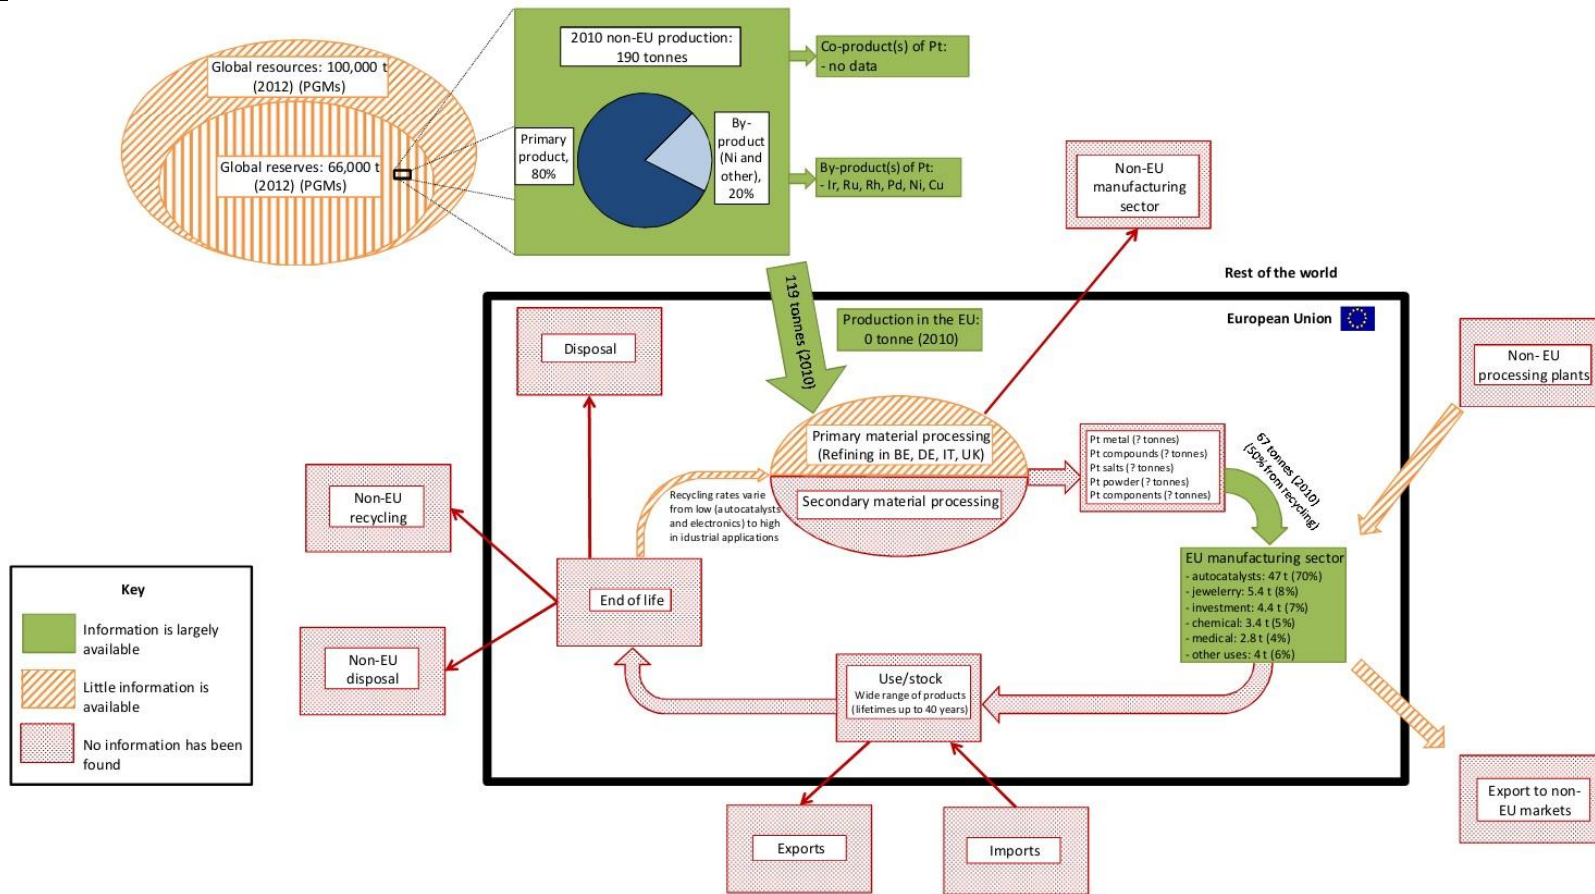 Global resources: 100,000 t
(2012) (PGMs)
Global reserves: 66,000 t
(2012) (PGMs)
2010 non-EU production:
190 tonnes
Primary
product,
80%
By-
product
(Ni and
other),
20%
Co-product(s) of Pt:
- no data
By-product(s) of Pt:
- Ir, Ru, Rh, Pd, Ni, Cu
Non-EU
manufacturing
sector
Rest of the world
European Union
119 tonnes (2010)
Production in the EU:
0 tonne (2010)
Disposal
Non- EU
processing plants
Primary material processing
(Refining in BE, DE, IT, UK)
Secondary material processing
Pt metal (? tonnes)
Pt compounds (? tonnes)
Pt salts (? tonnes)
Pt powder (? tonnes)
Pt components (? tonnes)
67 tonnes (2010)
(50% from recycling)
Non-EU
recycling
Recycling rates vary
from low (autocatalysts
and electronics) to high
in idustrial applications
EU manufacturing sector
- autocatalysts: 47 t (70%)
- jewelerry: 5.4 t (8%)
- investment: 4.4 t (7%)
- chemical: 3.4 t (5%)
- medical: 2.8 t (4%)
- other uses: 4 t (6%)
End of life
Non-EU
disposal
Use/stock
Wide range of products
(lifetimes up to 40 years)
Exports
Imports
Export to non-
EU markets
Key
Information is largely
available
Little information is
available
No information has been
found